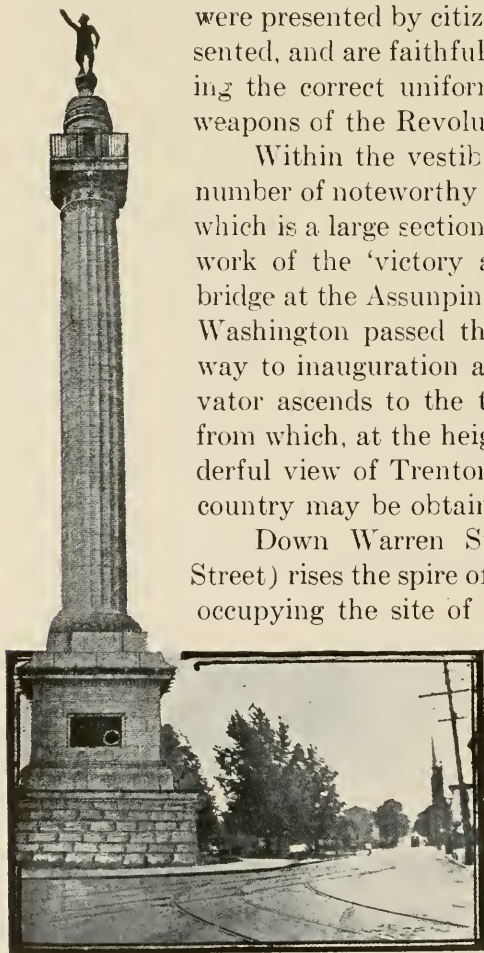 were presented by citiz
sented, and are faithful
ing the correct uniform
weapons of the Revolu
Within the vestib
number of noteworthy
which is a large section
work of the ‘victory a
bridge at the Assunpin
Washington passed th
way to inauguration a
vator ascends to the t
from which, at the heig
derful view of Trenton
country may be obtain
Down Warren S
Street) rises the spire of
occupying the site of